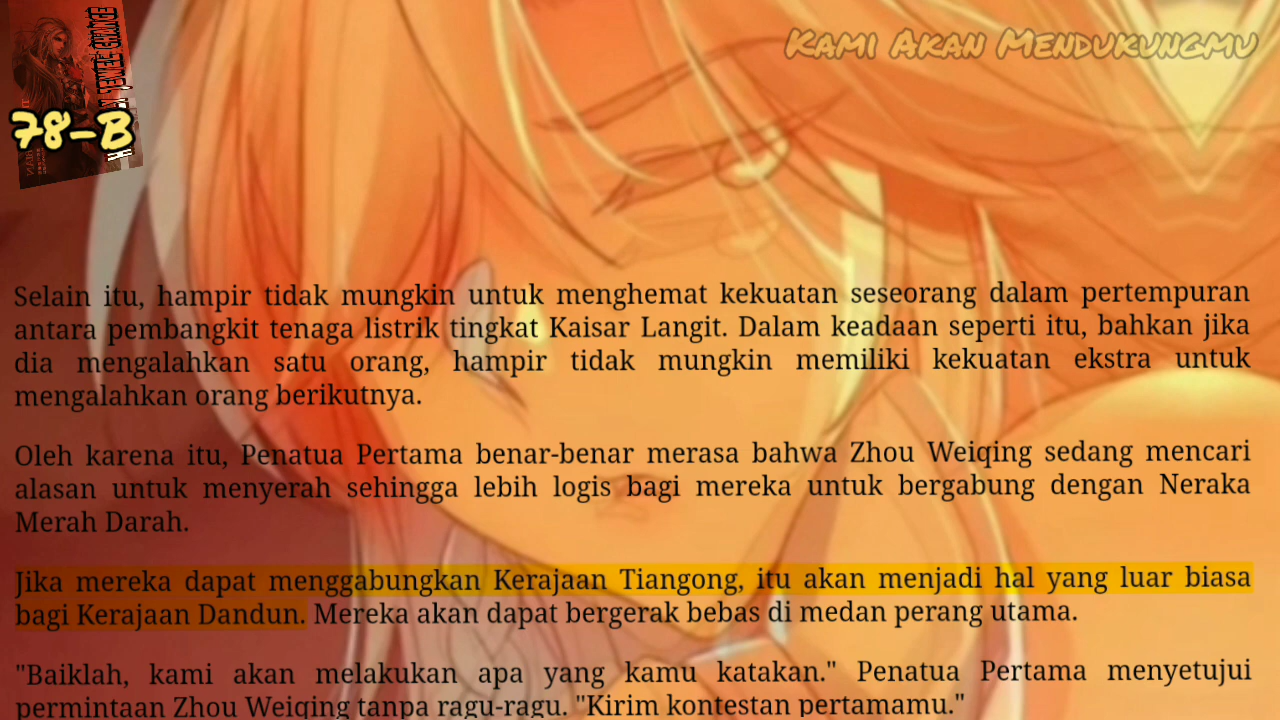 Kami Akan Mendukungmu
78-B
Selain itu, hampir tidak mungkin untuk menghemat kekuatan seseorang dalam pertempuran
antara pembangkit tenaga listrik tingkat Kaisar Langit. Dalam keadaan seperti itu, bahkan jika
dia mengalahkan satu orang, hampir tidak mungkin memiliki kekuatan ekstra untuk
mengalahkan orang berikutnya.
Oleh karena itu, Penatua Pertama benar-benar merasa bahwa Zhou Weiqing sedang mencari
alasan untuk menyerah sehingga lebih logis bagi mereka untuk bergabung dengan Neraka
Merah Darah.
Jika mereka dapat menggabungkan Kerajaan Tiangong, itu akan menjadi hal yang luar biasa
bagi Kerajaan Dandun. Mereka akan dapat bergerak bebas di medan perang utama.
"Baiklah, kami akan melakukan apa yang kamu katakan." Penatua Pertama menyetujui
permintaan Zhou Weiqing tanpa ragu-ragu. "Kirim kontestan pertamamu."